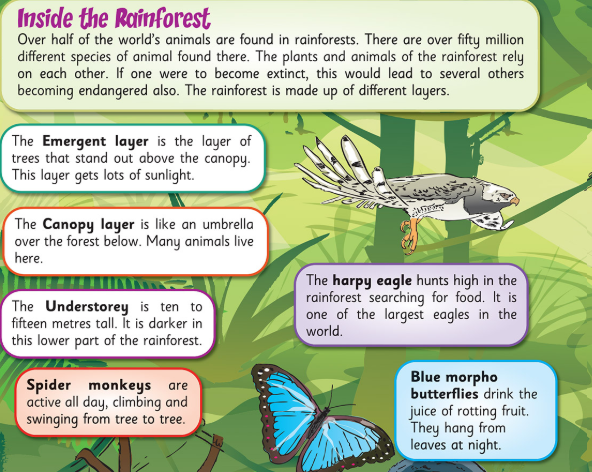 Inside the Rainforest
Over half of the world's animals are found in rainforests. There are over fifty million
different species of animal found there. The plants and animals of the rainforest rely
on each other. If one were to become extinct, this would lead to several others
becoming endangered also. The rainforest is made up of different layers.
The Emergent layer is the layer of
trees that stand out above the canopy.
This layer gets lots of sunlight.
The Canopy layer is like an umbrella
over the forest below. Many animals live
here.
The harpy eagle hunts high in the
rainforest searching for food. It is
one of the largest eagles in the
world.
The Understorey is ten to
fifteen metres tall. It is darker in
this lower part of the rainforest.
Spider monkeys are
active all day, climbing and
swinging from tree to tree.
Blue morpho
butterflies drink the
juice of rotting fruit.
They hang from
leaves at night.